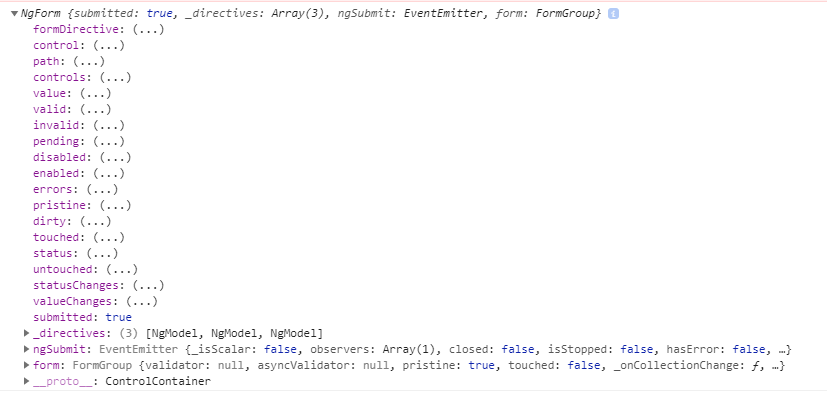 NgForm {submitted: true, _directives: Array(3), ngSubmit: EventEmitter, form: FormGroup} i
formDirective: (...)
control: (...)
path: (...)
controls: (...)
value: (...)
valid: (...)
invalid: (...)
pending: (...)
disabled: (...)
enabled: (...)
errors: (...)
pristine: (...)
dirty: (...)
touched: (...)
status: (...)
untouched: (...)
statusChanges: (...)
valueChanges: (...)
submitted: true
_directives: (3) [NgModel, NgModel, NgModel]
ngSubmit: EventEmitter {_isScalar: false, observers: Array(1), closed: false, isStopped: false, hasError: false, …}
form: FormGroup {validator: null, asyncValidator: null, pristine: true, touched: false, _onCollectionChange: ƒ, …}
__proto__: ControlContainer